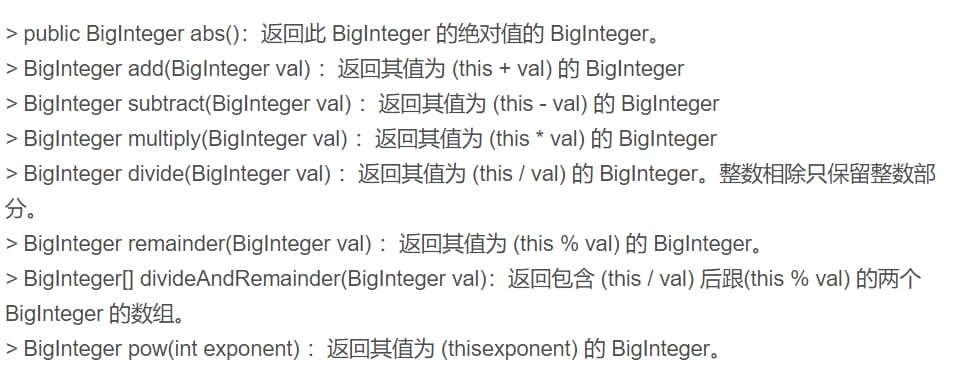 > public BigInteger abs()：返回此 BigInteger 的绝对值的 BigInteger。
> BigInteger add(BigInteger val) ：返回其值为 (this + val) 的 BigInteger
> BigInteger subtract(BigInteger val) ：返回其值为 (this - val) 的 BigInteger
> BigInteger multiply(BigInteger val) ：返回其值为 (this * val) 的 BigInteger
> BigInteger divide(BigInteger val) ：返回其值为 (this / val) 的 BigInteger。整数相除只保留整数部
分。
> BigInteger remainder(BigInteger val) ：返回其值为 (this % val) 的 BigInteger。
> BigInteger[] divideAndRemainder(BigInteger val)：返回包含 (this / val) 后跟(this % val) 的两个
BigInteger 的数组。
> BigInteger pow(int exponent) ：返回其值为 (thisexponent) 的 BigInteger。